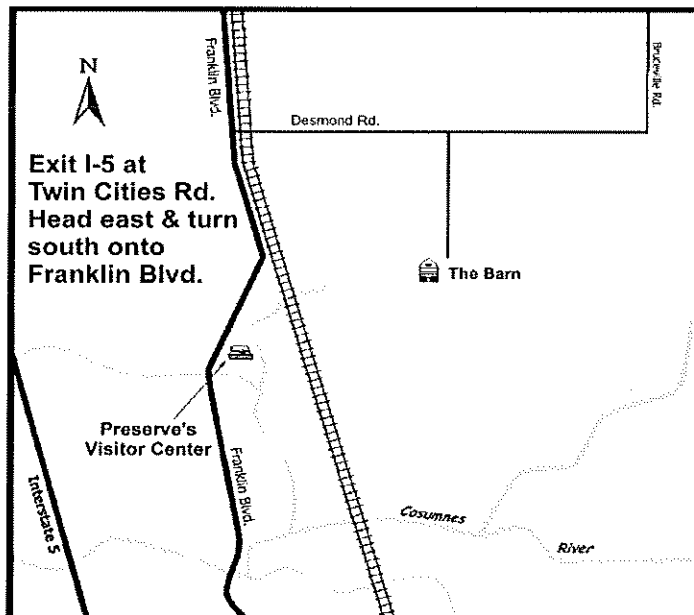 Franklin Blvd.
Bruceville Rd.
N
Desmond Rd.
Exit I-5 at
Twin Cities Rd.
Head east & turn
south onto
Franklin Blvd.
The Barn
Preserve's
Visitor Center
Interstate 5
Franklin Blvd.
Cosumnes
River